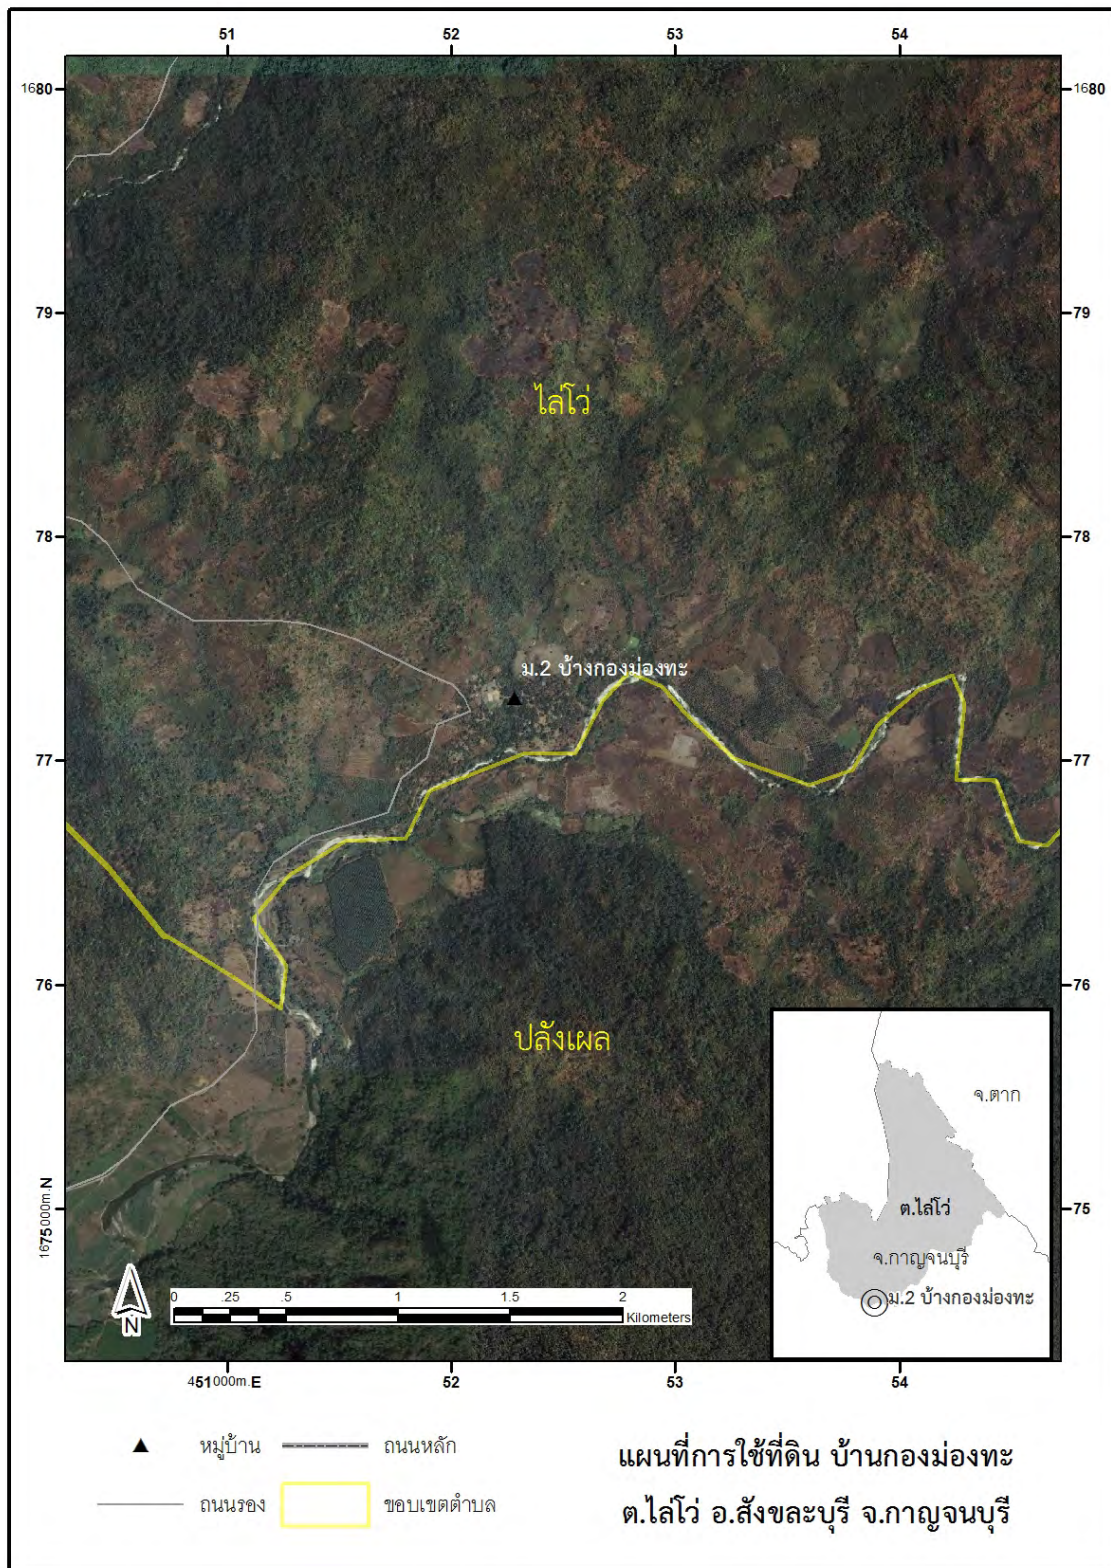 51 52 53 54
1680 1680
79 79
ไล่โว่
78 78
ม.2 บ้างกองม่องทะ
77 77
76 76
ปลังเผล
จ.ตาก
ต.ไล่โว่
จ.กาญจนบุรี
ม.2 บ้างกองม่องทะ
1675000m.N 75
0 .25 .5 1 1.5 2
Kilometers
N
451000m.E 52 53 54
หมู่บ้าน ถนนหลัก
ถนนรอง ขอบเขตตำบล
แผนที่การใช้ที่ดิน บ้านกองม่องทะ
ต.ไล่โว่ อ.สังขละบุรี จ.กาญจนบุรี